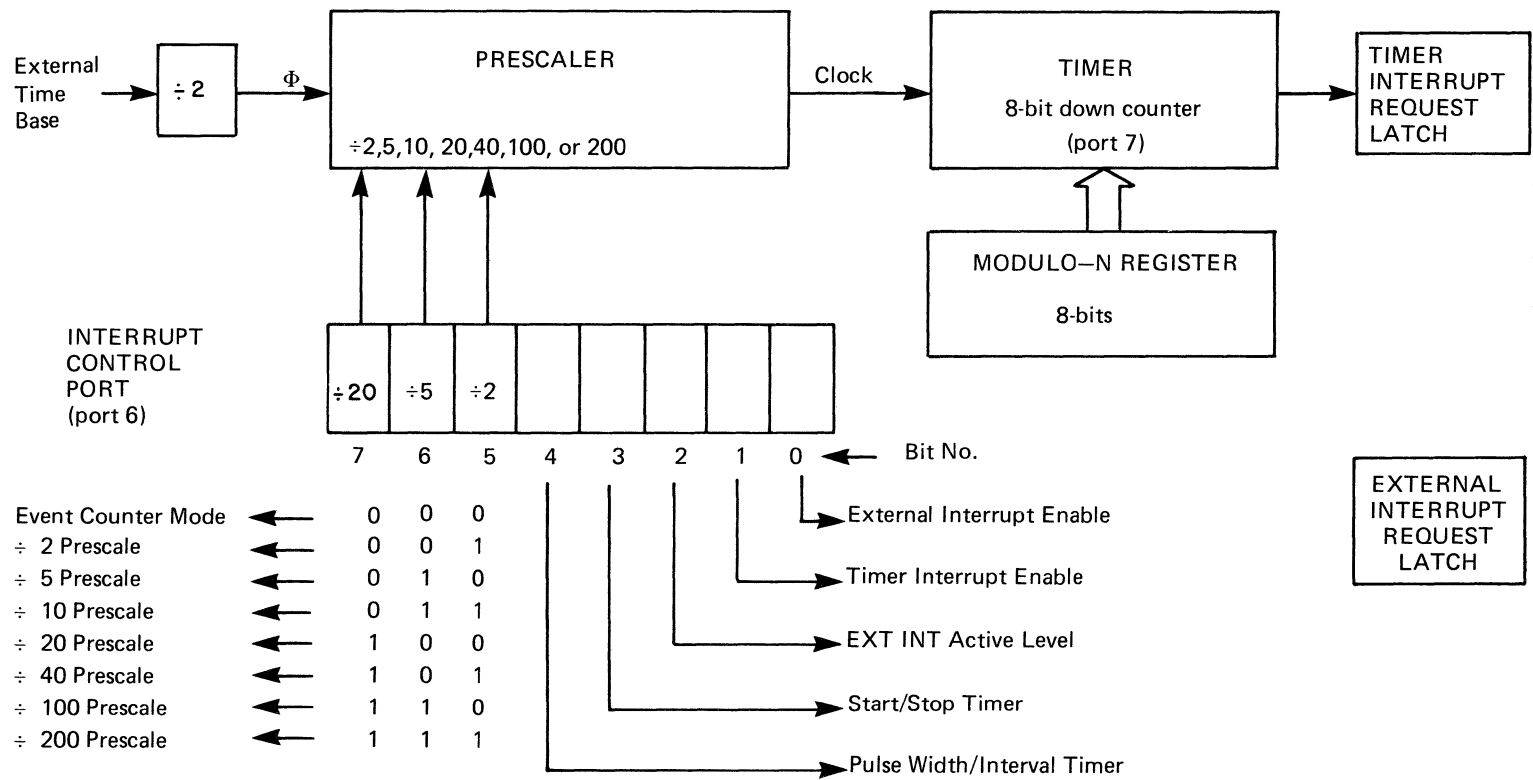 External
Time
Base
÷ 2
Φ
PRESCALER
÷2,5,10, 20,40,100, or 200
Clock
TIMER
8-bit down counter
(port 7)
TIMER
INTERRUPT
REQUEST
LATCH
MODULO–N REGISTER
8-bits
INTERRUPT
CONTROL
PORT
(port 6)
÷20 ÷5 ÷2
7 6 5 4 3 2 1 0 Bit No.
Event Counter Mode 0 0 0
÷ 2 Prescale 0 0 1
÷ 5 Prescale 0 1 0
÷ 10 Prescale 0 1 1
÷ 20 Prescale 1 0 0
÷ 40 Prescale 1 0 1
÷ 100 Prescale 1 1 0
÷ 200 Prescale 1 1 1
External Interrupt Enable
Timer Interrupt Enable
EXT INT Active Level
Start/Stop Timer
Pulse Width/Interval Timer
EXTERNAL
INTERRUPT
REQUEST
LATCH